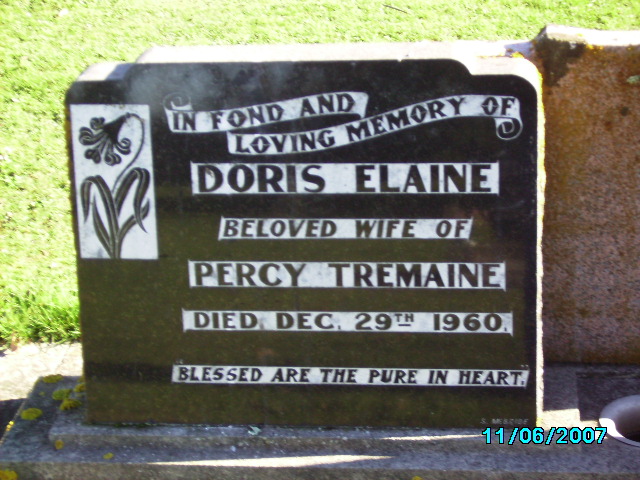 IN FOND AND
LOVING MEMORY OF
DORIS ELAINE
BELOVED WIFE OF
PERCY TREMAINE
DIED DEC. 29TH 1960.
BLESSED ARE THE PURE IN HEART.
11/06/2007